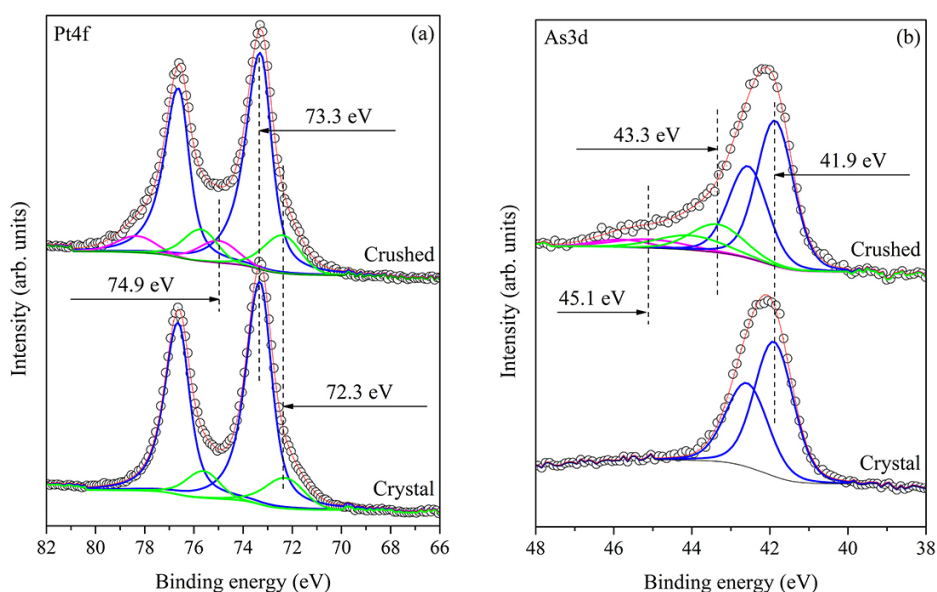 Pt4f
(a)
73.3 eV
Crushed
74.9 eV
72.3 eV
Crystal
Intensity (arb. units)
82 80 78 76 74 72 70 68 66
Binding energy (eV)
As3d
(b)
43.3 eV
41.9 eV
Crushed
45.1 eV
Crystal
Intensity (arb. units)
48 46 44 42 40 38
Binding energy (eV)